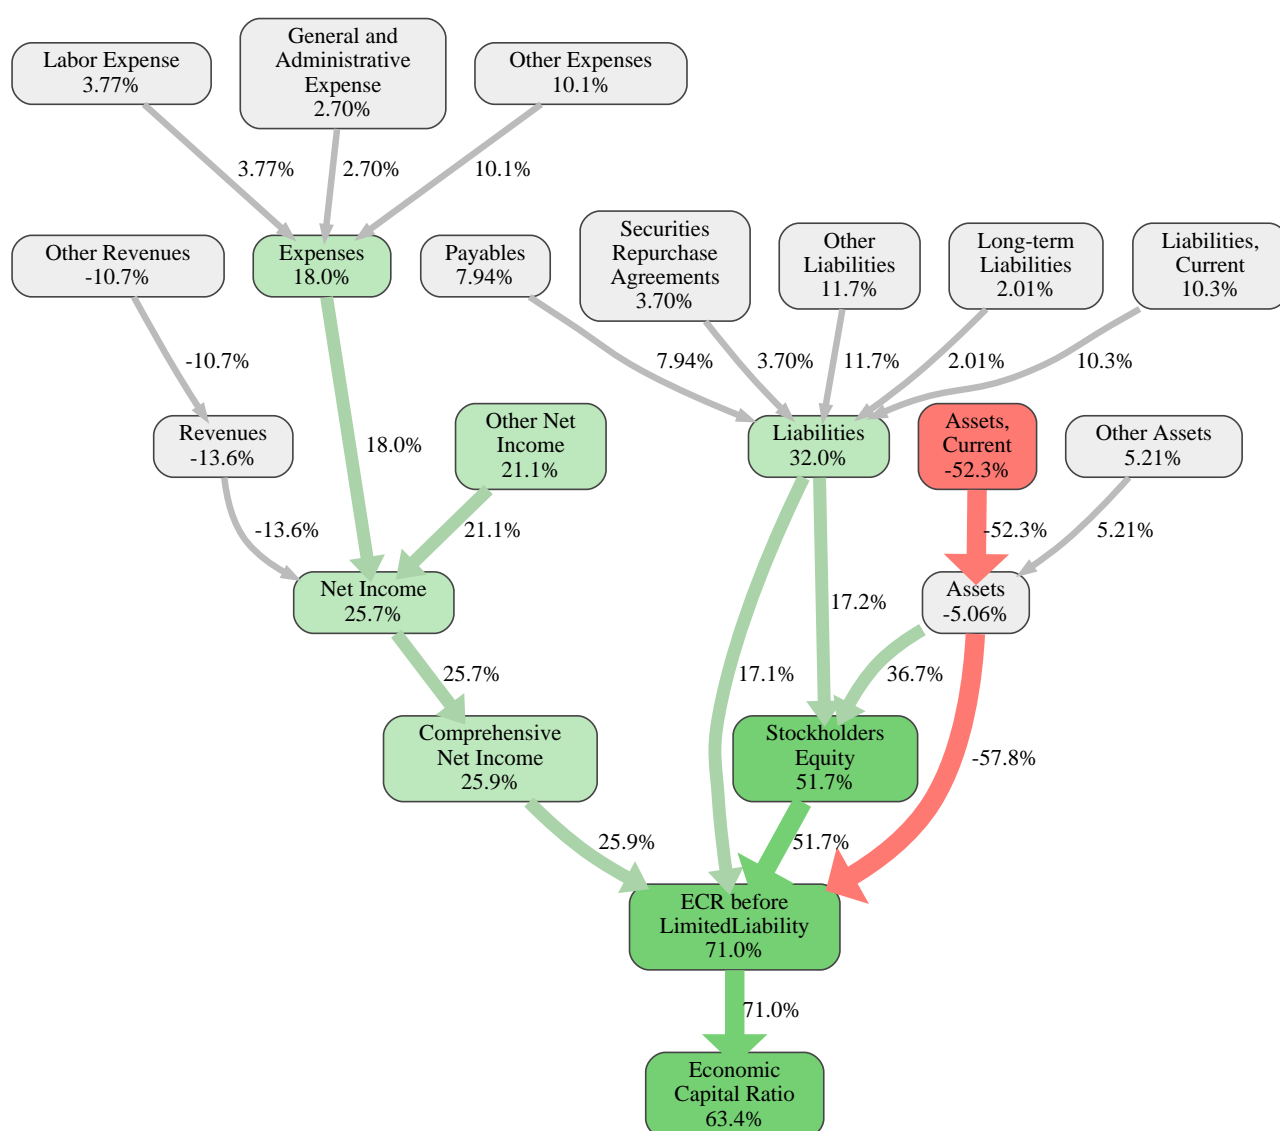 Labor Expense
3.77%
General and
Administrative
Expense
2.70%
Other Expenses
10.1%
3.77%
2.70%
10.1%
Other Revenues
-10.7%
Expenses
18.0%
Payables
7.94%
Securities
Repurchase
Agreements
3.70%
Other
Liabilities
11.7%
Long-term
Liabilities
2.01%
Liabilities,
Current
10.3%
-10.7%
7.94%
3.70%
11.7%
2.01%
10.3%
Revenues
-13.6%
18.0%
Other Net
Income
21.1%
Liabilities
32.0%
Assets,
Current
-52.3%
Other Assets
5.21%
-13.6%
21.1%
-52.3%
5.21%
Net Income
25.7%
17.2%
Assets
-5.06%
25.7%
17.1%
36.7%
Comprehensive
Net Income
25.9%
Stockholders
Equity
51.7%
-57.8%
25.9%
51.7%
ECR before
LimitedLiability
71.0%
71.0%
Economic
Capital Ratio
63.4%